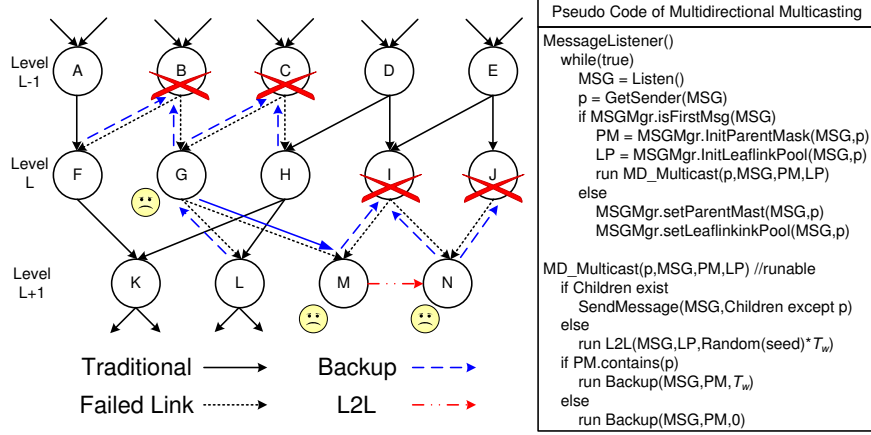 Level
L-1
A
B
C
D
E
Level
L
F
G
H
I
J
Level
L+1
K
L
M
N
Traditional
Backup
Failed Link
L2L
Pseudo Code of Multidirectional Multicasting
MessageListener()
while(true)
MSG = Listen()
p = GetSender(MSG)
if MSGMgr.isFirstMsg(MSG)
PM = MSGMgr.InitParentMask(MSG,p)
LP = MSGMgr.InitLeaflinkPool(MSG,p)
run MD_Multicast(p,MSG,PM,LP)
else
MSGMgr.setParentMast(MSG,p)
MSGMgr.setLeaflinkinkPool(MSG,p)
MD_Multicast(p,MSG,PM,LP) //runable
if Children exist
SendMessage(MSG,Children except p)
else
run L2L(MSG,LP,Random(seed)*Tw)
if PM.contains(p)
run Backup(MSG,PM,Tw)
else
run Backup(MSG,PM,0)